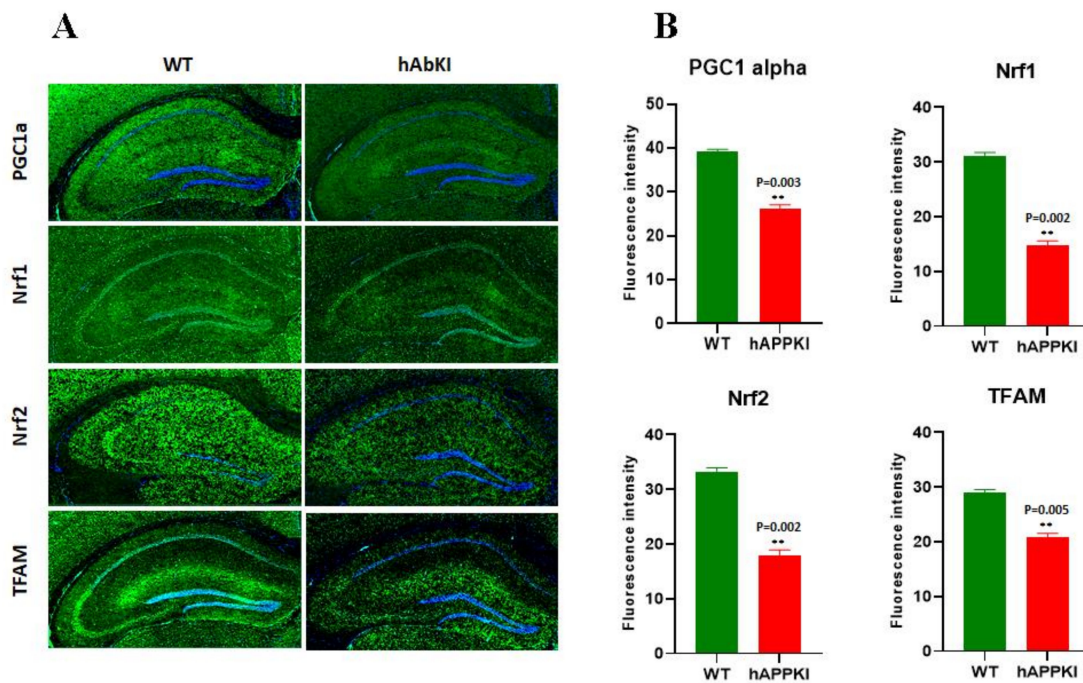 A
WT hAbKI
PGC1a
Nrf1
Nrf2
TFAM
B
PGC1 alpha
Fluorescence intensity
50
40
30
20
10
0
P=0.003
**
WT hAPPKI
Nrf1
Fluorescence intensity
40
30
20
10
0
P=0.002
**
WT hAPPKI
Nrf2
Fluorescence intensity
40
30
20
10
0
P=0.002
**
WT hAPPKI
TFAM
Fluorescence intensity
40
30
20
10
0
P=0.005
**
WT hAPPKI